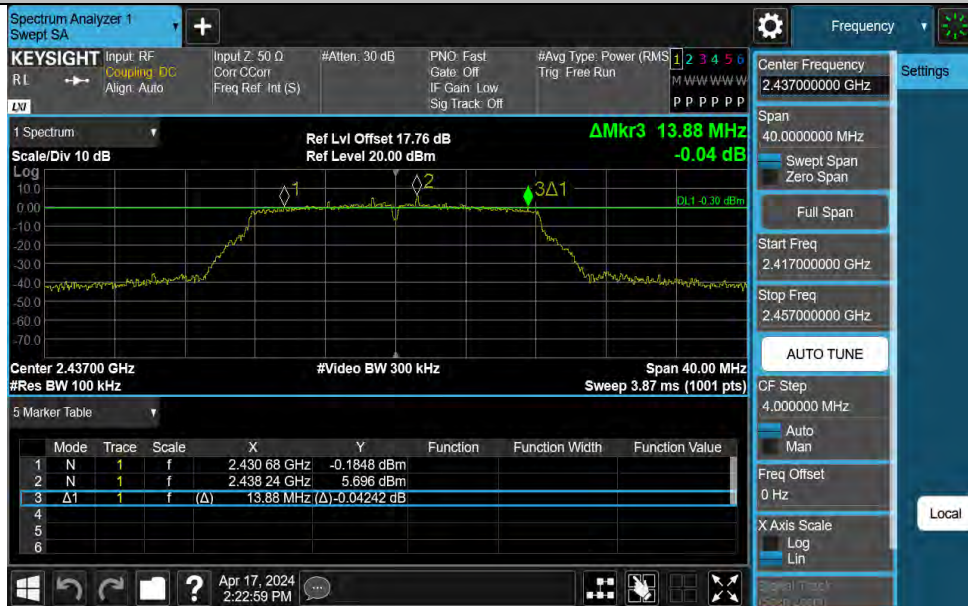 Spectrum Analyzer 1
Swept SA
+
Frequency
KEYSIGHT
RL
LXI
Input: RF
Coupling: DC
Align: Auto
Input Z: 50 Ω
Corr CCorr
Freq Ref: Int (S)
#Atten: 30 dB
PNO: Fast
Gate: Off
IF Gain: Low
Sig Track: Off
#Avg Type: Power (RMS
Trig: Free Run
1 2 3 4 5 6
M W W W W W
P P P P P P
Settings
1 Spectrum
Scale/Div 10 dB
Ref Lvl Offset 17.76 dB
Ref Level 20.00 dBm
ΔMkr3 13.88 MHz
-0.04 dB
Log
10.0
0.00
-10.0
-20.0
-30.0
-40.0
-50.0
-60.0
-70.0
1
2
3Δ1
DL1 -0.30 dBm
Center 2.43700 GHz
#Res BW 100 kHz
#Video BW 300 kHz
Span 40.00 MHz
Sweep 3.87 ms (1001 pts)
5 Marker Table
Mode Trace Scale X Y Function Function Width Function Value
1 N 1 f 2.430 68 GHz -0.1848 dBm
2 N 1 f 2.438 24 GHz 5.696 dBm
3 Δ1 1 f (Δ) 13.88 MHz (Δ) -0.04242 dB
4
5
6
Center Frequency
2.437000000 GHz
Span
40.0000000 MHz
Swept Span
Zero Span
Full Span
Start Freq
2.417000000 GHz
Stop Freq
2.457000000 GHz
AUTO TUNE
CF Step
4.000000 MHz
Auto
Man
Freq Offset
0 Hz
X Axis Scale
Log
Lin
Signal Track
Local
?
Apr 17, 2024
2:22:59 PM